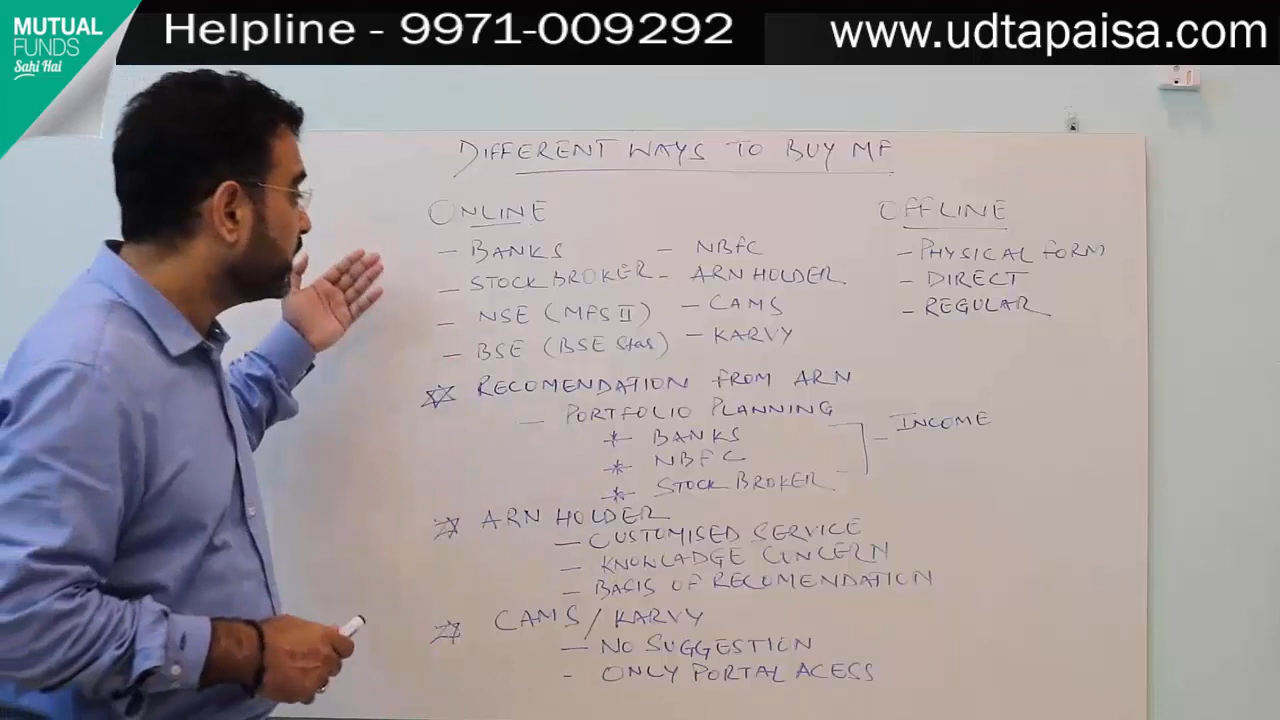 MUTUAL
FUNDS
Sahi Hai
Helpline - 9971-009292
www.udtapaisa.com
DIFFERENT WAYS TO BUY MF
ONLINE
- BANKS
- STOCK BROKER
- NSE (MFS II)
- BSE (BSE Star)
- NBFC
- ARN HOLDER
- CAMS
- KARVY
OFFLINE
- PHYSICAL FORM
- DIRECT
- REGULAR
☆ RECOMENDATION FROM ARN
- PORTFOLIO PLANNING
* BANKS
* NBFC
* STOCK BROKER
- INCOME
☆ ARN HOLDER
- CUSTOMISED SERVICE
- KNOWLADGE CONCERN
- BASIS OF RECOMENDATION
☆ CAMS / KARVY
- NO SUGGESTION
- ONLY PORTAL ACESS